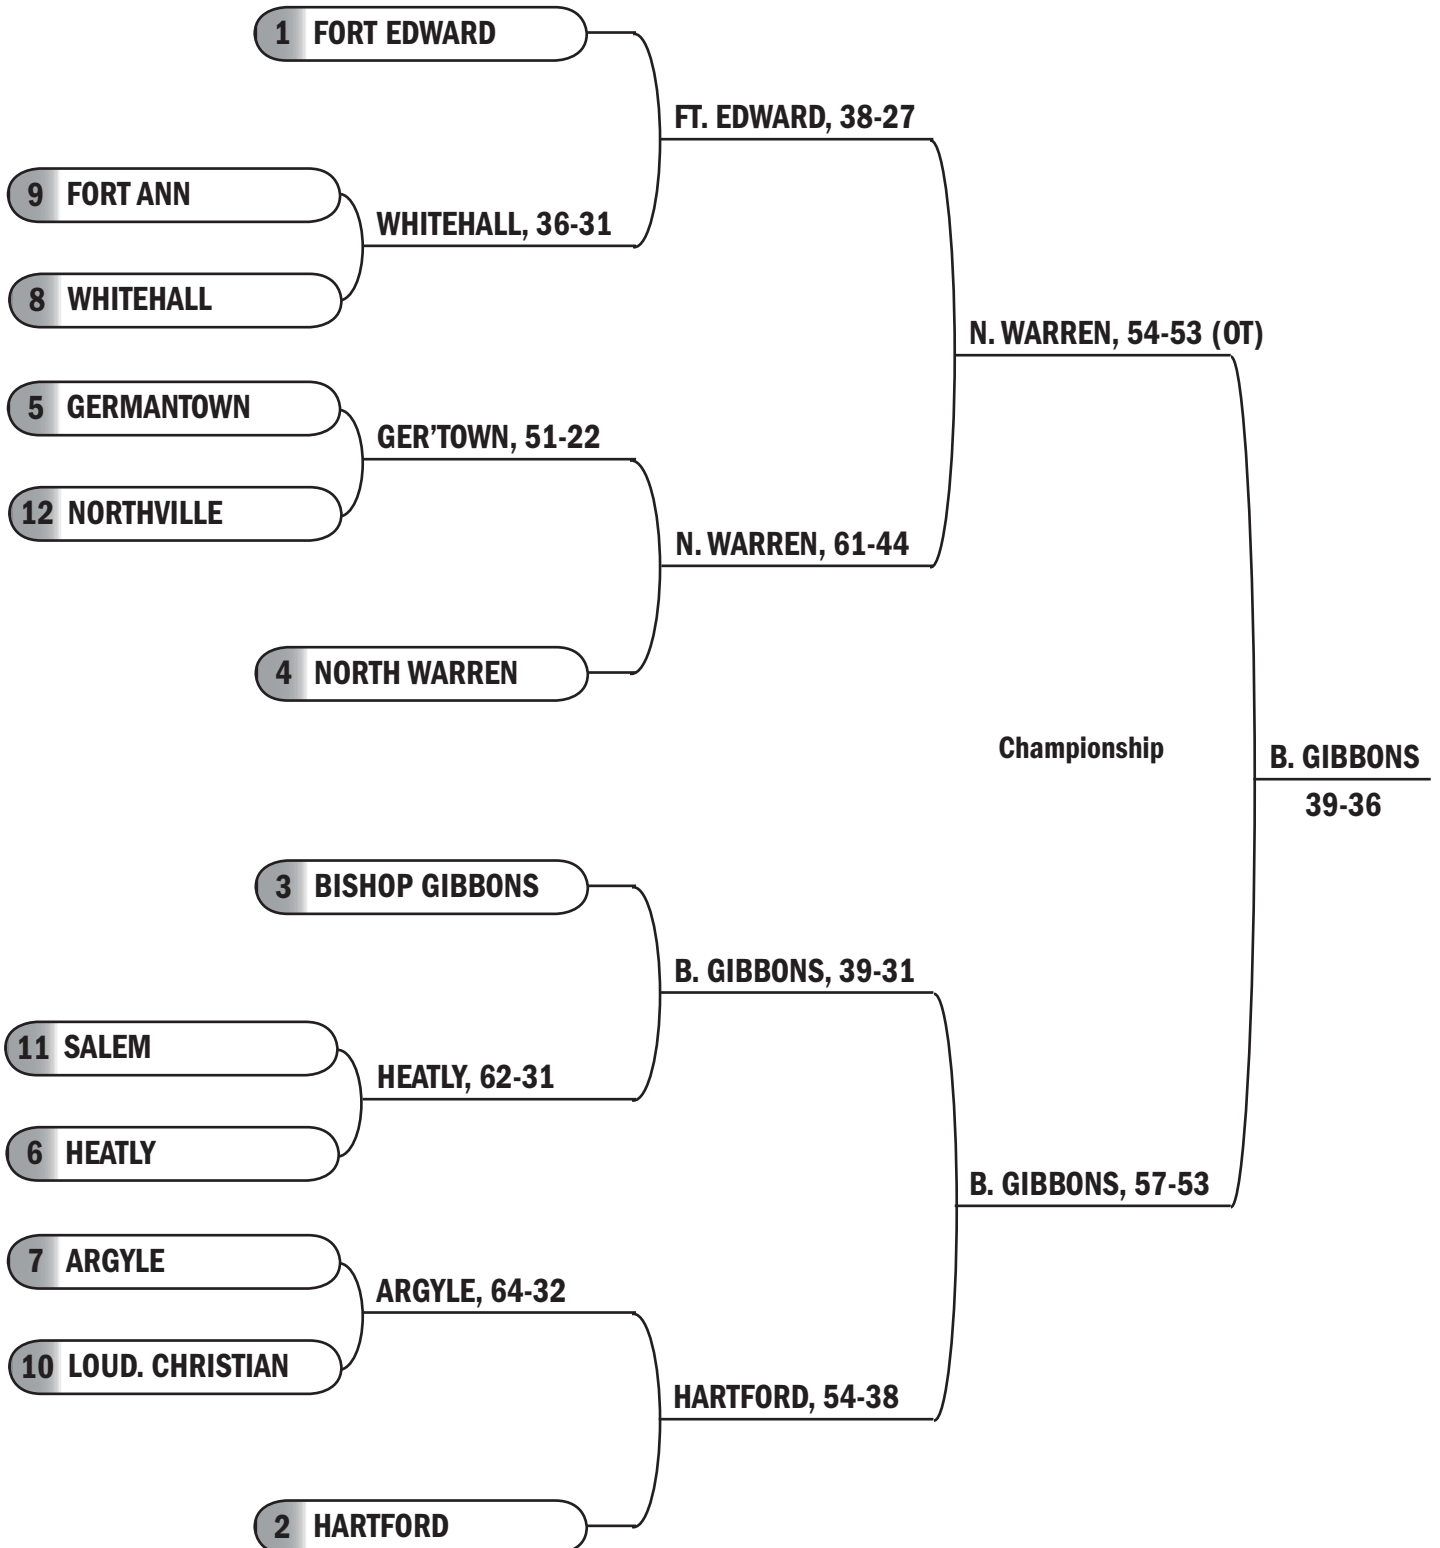 1 FORT EDWARD
FT. EDWARD, 38-27
9 FORT ANN
WHITEHALL, 36-31
8 WHITEHALL
N. WARREN, 54-53 (OT)
5 GERMANTOWN
GER’TOWN, 51-22
12 NORTHVILLE
N. WARREN, 61-44
4 NORTH WARREN
Championship
B. GIBBONS
39-36
3 BISHOP GIBBONS
B. GIBBONS, 39-31
11 SALEM
HEATLY, 62-31
6 HEATLY
B. GIBBONS, 57-53
7 ARGYLE
ARGYLE, 64-32
10 LOUD. CHRISTIAN
HARTFORD, 54-38
2 HARTFORD